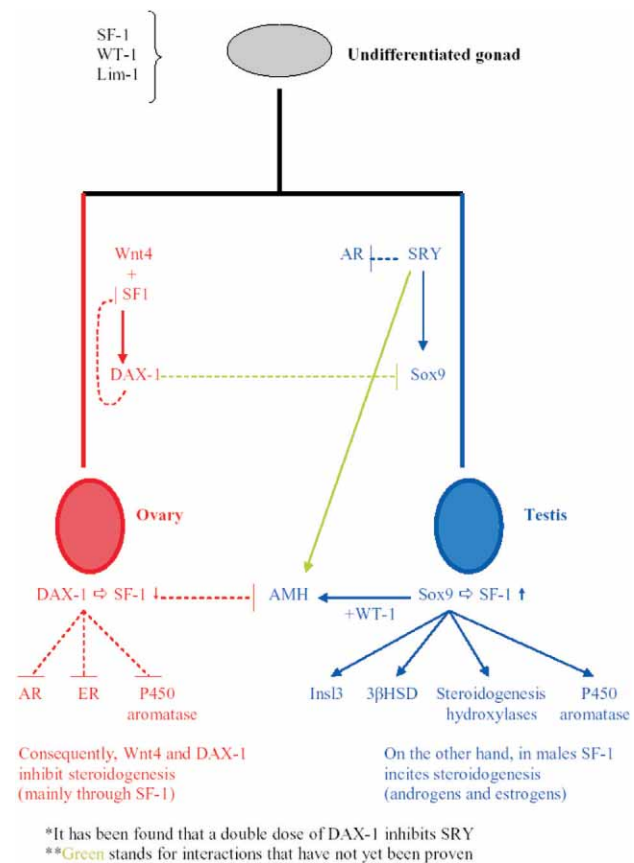 SF-1
WT-1
Lim-1
Undifferentiated gonad
Wnt4
+
SF1
DAX-1
AR
SRY
Sox9
Ovary
Testis
DAX-1 ⇨ SF-1 ↓
AMH
+WT-1
Sox9 ⇨ SF-1 ↑
AR
ER
P450
aromatase
Insl3
3βHSD
Steroidogenesis
hydroxylases
P450
aromatase
Consequently, Wnt4 and DAX-1
inhibit steroidogenesis
(mainly through SF-1)
On the other hand, in males SF-1
incites steroidogenesis
(androgens and estrogens)
*It has been found that a double dose of DAX-1 inhibits SRY
**Green stands for interactions that have not yet been proven